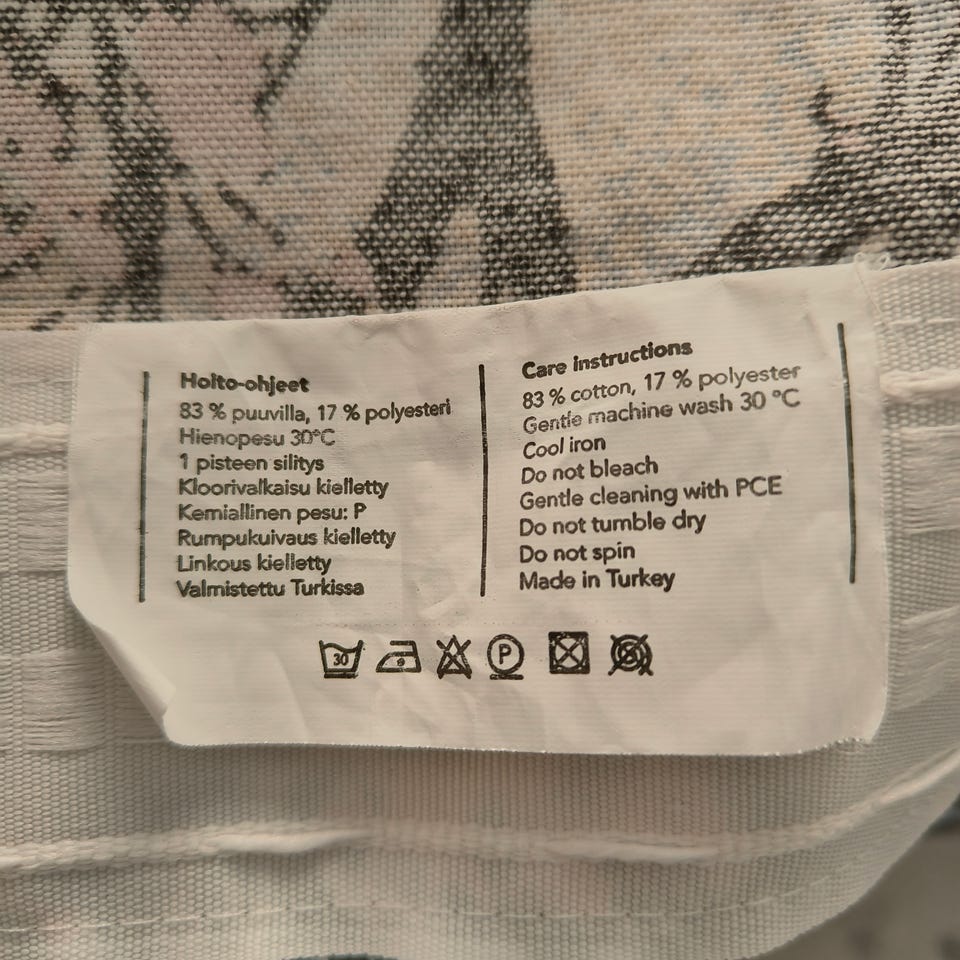 Hoito-ohjeet
83 % puuvilla, 17 % polyesteri
Hienopesu 30°C
1 pisteen silitys
Kloorivalkaisu kielletty
Kemiallinen pesu: P
Rumpukuivaus kielletty
Linkous kielletty
Valmistettu Turkissa
Care instructions
83 % cotton, 17 % polyester
Gentle machine wash 30 °C
Cool iron
Do not bleach
Gentle cleaning with PCE
Do not tumble dry
Do not spin
Made in Turkey
30 P